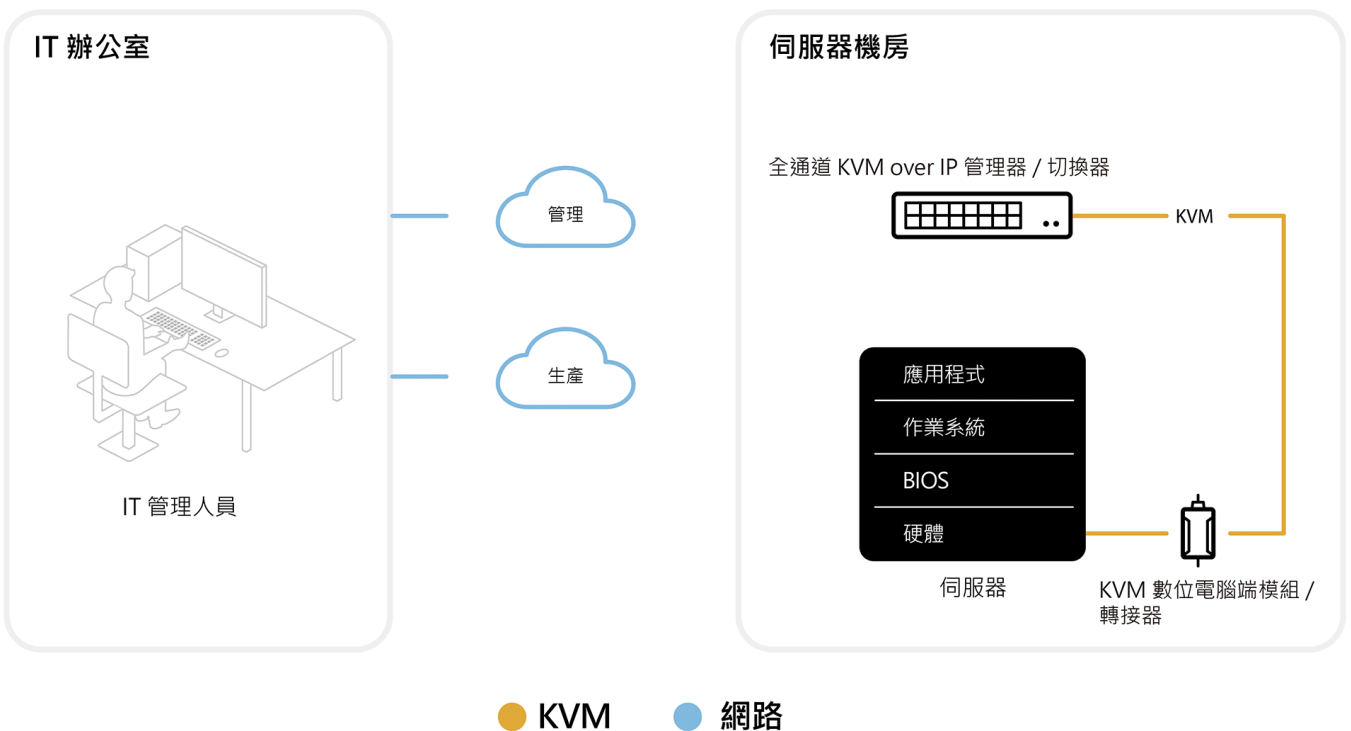 IT 辦公室
IT 管理人員
管理
生產
伺服器機房
全通道 KVM over IP 管理器 / 切換器
KVM
應用程式
作業系統
BIOS
硬體
伺服器
KVM 數位電腦端模組 /
轉接器
KVM
網路